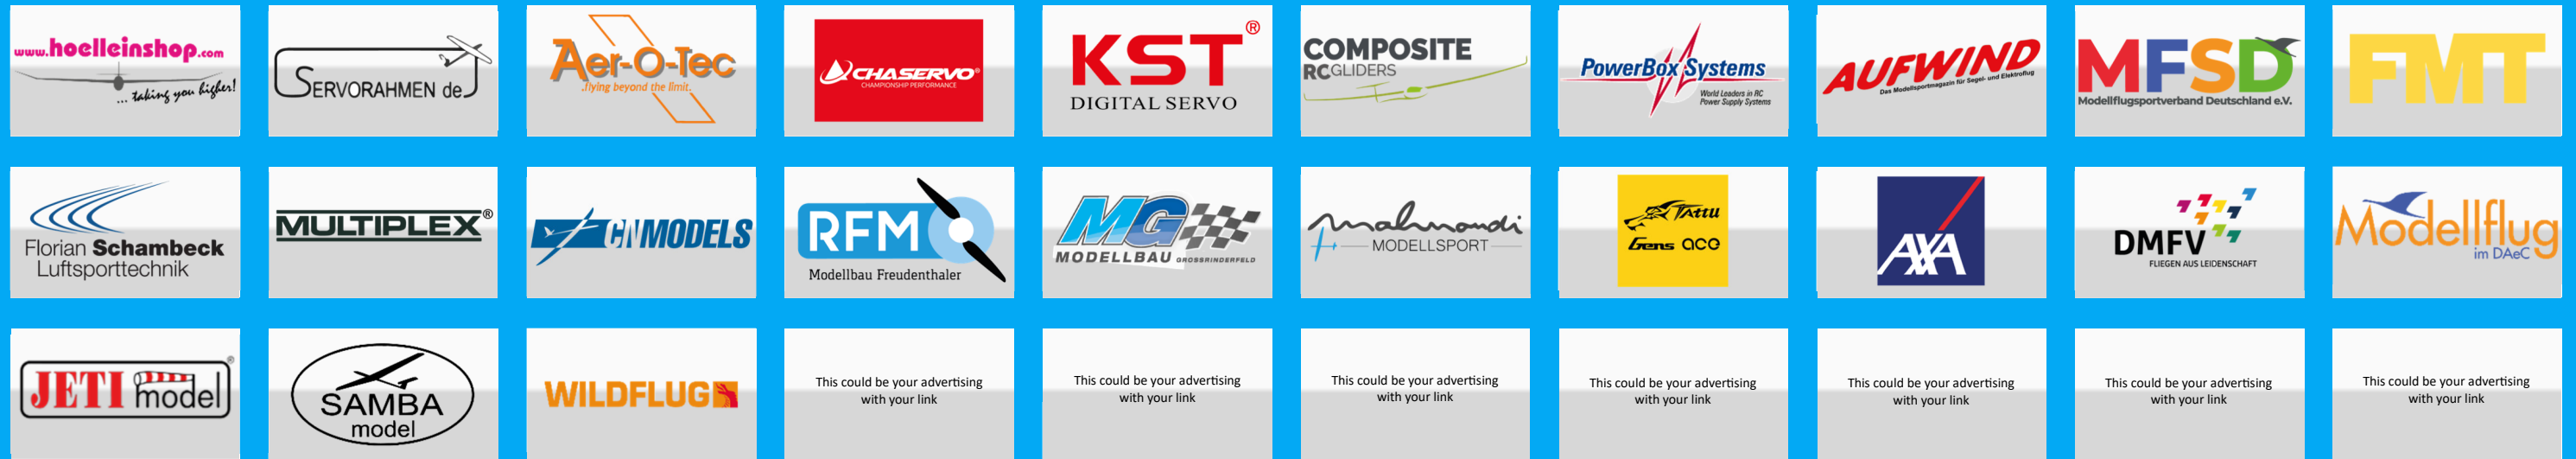 www.hoelleinshop.com
... taking you higher!
SERVORAHMEN de
Aer-O-Tec
.flying beyond the limit.
CHASERVO®
CHAMPIONSHIP PERFORMANCE
KST®
DIGITAL SERVO
COMPOSITE
RCGLIDERS
PowerBox Systems
World Leaders in RC
Power Supply Systems
AUFWIND
Das Modellsportmagazin für Segel- und Elektroflug
MFSD
Modellflugsportverband Deutschland e.V.
FMT
Florian Schambeck
Luftsporttechnik
MULTIPLEX®
CNMODELS
RFM
Modellbau Freudenthaler
MG
MODELLBAU GROSSRINDERFELD
Mahmoudi
MODELLSPORT
TATTU
Gens ace
AXA
DMFV
FLIEGEN AUS LEIDENSCHAFT
Modellflug
im DAeC
JETI model®
SAMBA
model
WILDFLUG
This could be your advertising
with your link
This could be your advertising
with your link
This could be your advertising
with your link
This could be your advertising
with your link
This could be your advertising
with your link
This could be your advertising
with your link
This could be your advertising
with your link